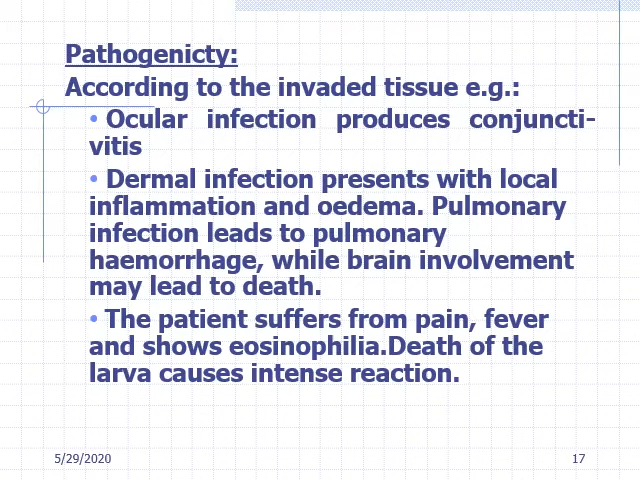 Pathogenicty:
According to the invaded tissue e.g.:
• Ocular infection produces conjuncti-
vitis
• Dermal infection presents with local
inflammation and oedema. Pulmonary
infection leads to pulmonary
haemorrhage, while brain involvement
may lead to death.
• The patient suffers from pain, fever
and shows eosinophilia.Death of the
larva causes intense reaction.
5/29/2020 17